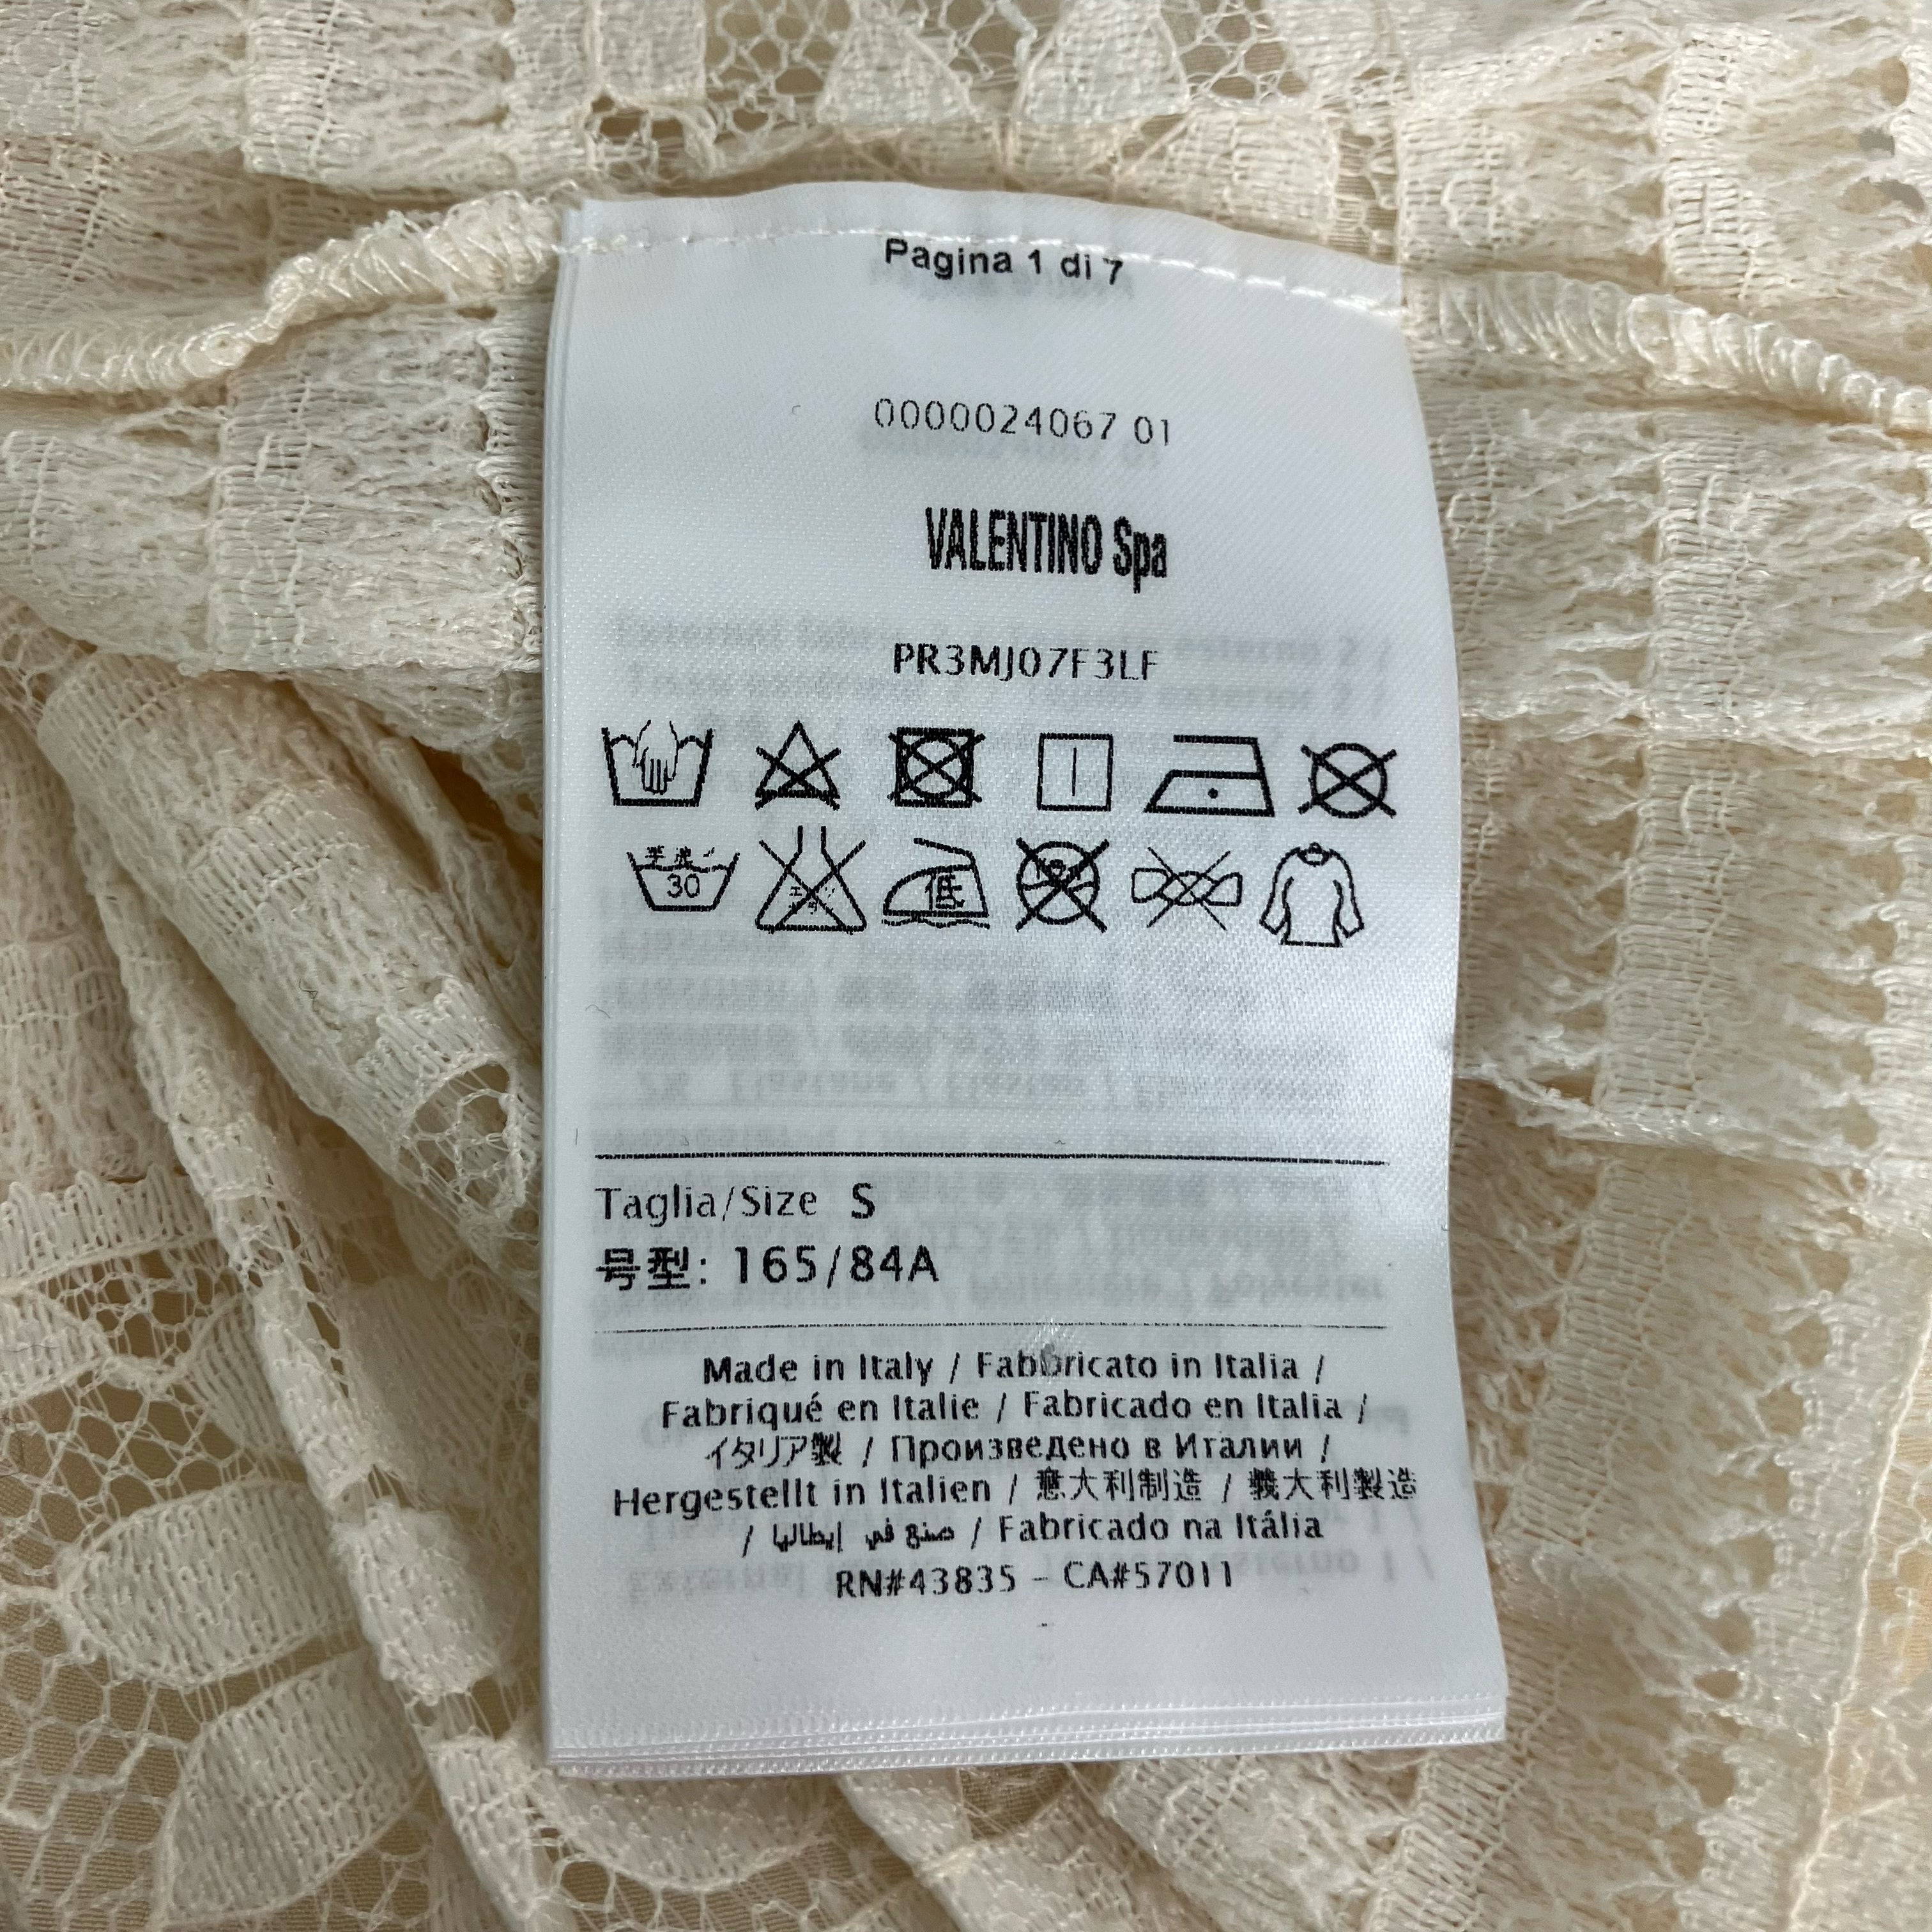 Pagina 1 di 7
0000024067 01
VALENTINO Spa
PR3MJ07F3LF
30
低
Taglia/Size S
号型: 165/84A
Made in Italy / Fabbricato in Italia /
Fabriqué en Italie / Fabricado en Italia /
イタリア製 / Произведено в Италии /
Hergestellt in Italien / 意大利制造 / 義大利製造
/ صنع في إيطاليا / Fabricado na Itália
RN#43835 - CA#57011